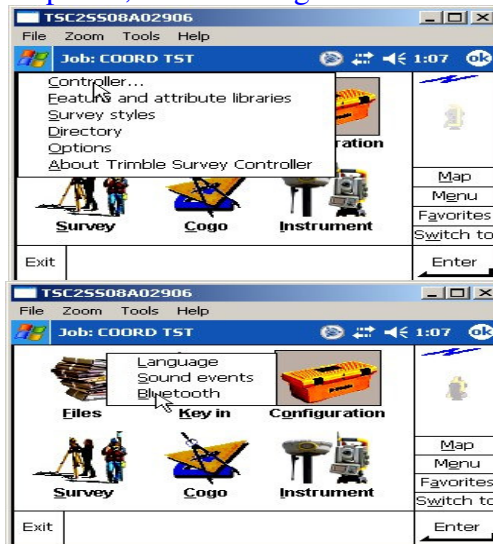 TSC2SS08A02906
File Zoom Tools Help
Job: COORD TST 1:07 ok
Controller...
Feature and attribute libraries
Survey styles
Directory
Options
About Trimble Survey Controller
ration
Survey Cogo Instrument
Map
Menu
Favorites
Switch to
Exit Enter
TSC2SS08A02906
File Zoom Tools Help
Job: COORD TST 1:07 ok
Language
Sound events
Bluetooth
Files Key in Configuration
Survey Cogo Instrument
Map
Menu
Favorites
Switch to
Exit Enter